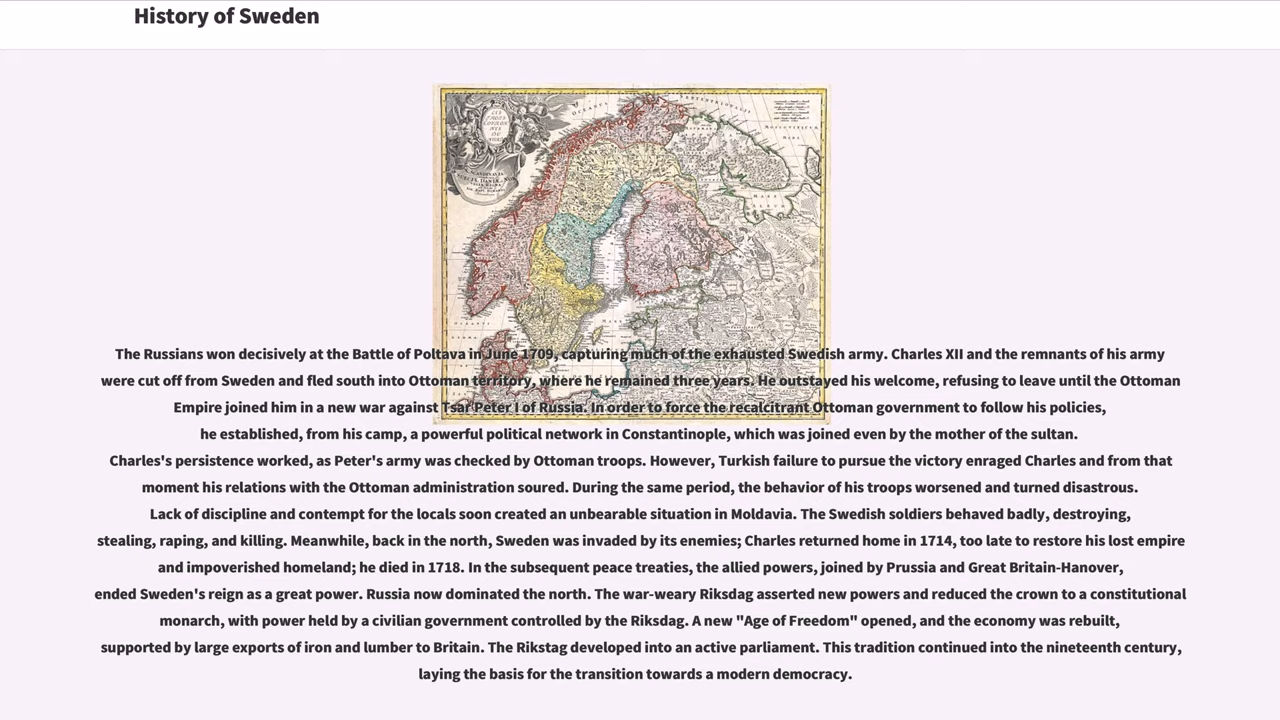 History of Sweden
The Russians won decisively at the Battle of Poltava in June 1709, capturing much of the exhausted Swedish army. Charles XII and the remnants of his army
were cut off from Sweden and fled south into Ottoman territory, where he remained three years. He outstayed his welcome, refusing to leave until the Ottoman
Empire joined him in a new war against Tsar Peter I of Russia. In order to force the recalcitrant Ottoman government to follow his policies,
he established, from his camp, a powerful political network in Constantinople, which was joined even by the mother of the sultan.
Charles's persistence worked, as Peter's army was checked by Ottoman troops. However, Turkish failure to pursue the victory enraged Charles and from that
moment his relations with the Ottoman administration soured. During the same period, the behavior of his troops worsened and turned disastrous.
Lack of discipline and contempt for the locals soon created an unbearable situation in Moldavia. The Swedish soldiers behaved badly, destroying,
stealing, raping, and killing. Meanwhile, back in the north, Sweden was invaded by its enemies; Charles returned home in 1714, too late to restore his lost empire
and impoverished homeland; he died in 1718. In the subsequent peace treaties, the allied powers, joined by Prussia and Great Britain-Hanover,
ended Sweden's reign as a great power. Russia now dominated the north. The war-weary Riksdag asserted new powers and reduced the crown to a constitutional
monarch, with power held by a civilian government controlled by the Riksdag. A new "Age of Freedom" opened, and the economy was rebuilt,
supported by large exports of iron and lumber to Britain. The Rikstag developed into an active parliament. This tradition continued into the nineteenth century,
laying the basis for the transition towards a modern democracy.